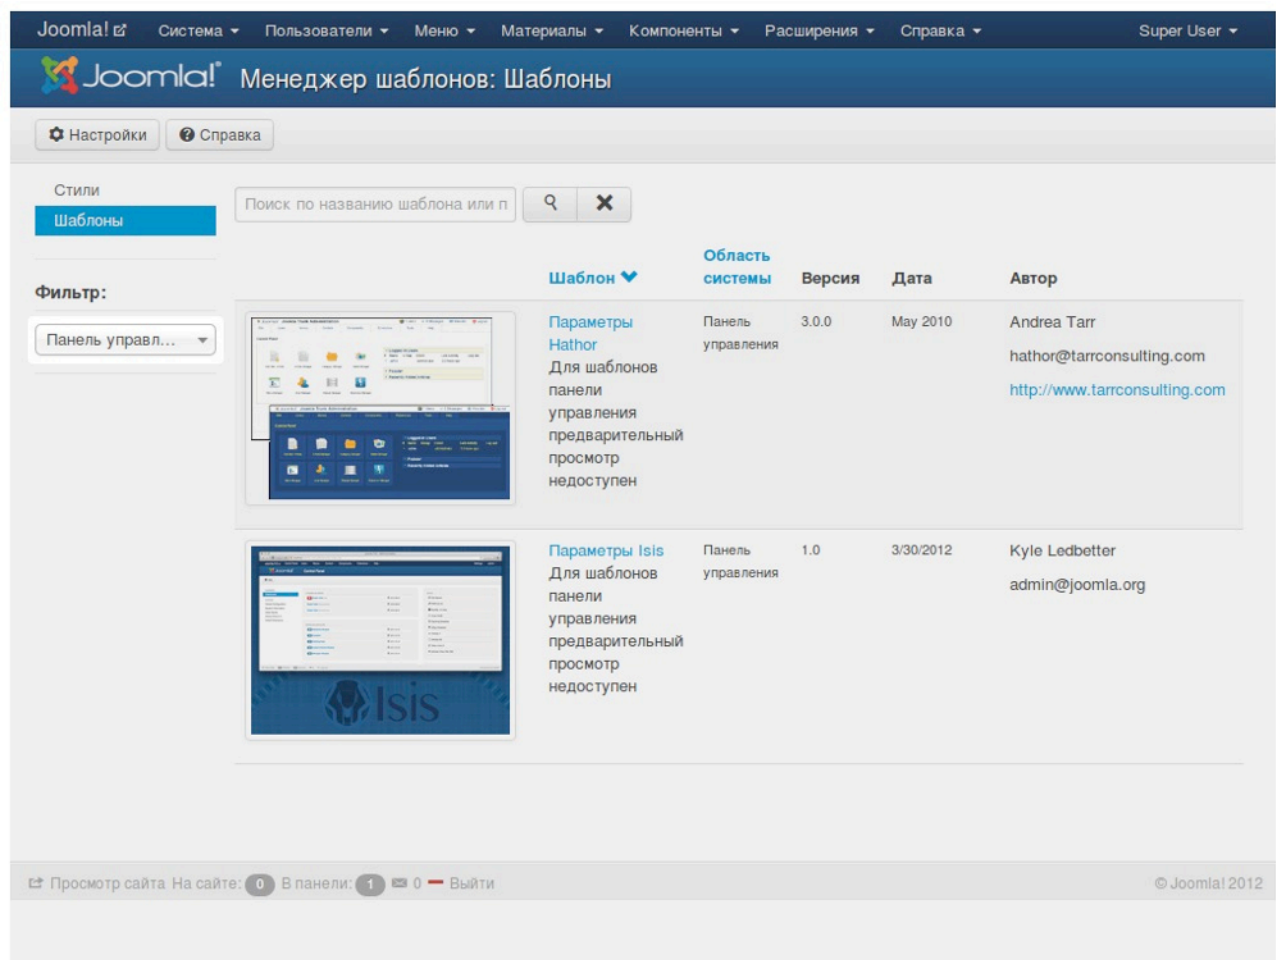 Joomla! Система Пользователи Меню Материалы Компоненты Расширения Справка Super User
Joomla!® Менеджер шаблонов: Шаблоны
Настройки Справка
Стили
Шаблоны
Поиск по названию шаблона или п
Фильтр:
Панель управл...
Шаблон Область системы Версия Дата Автор
Параметры Hathor
Для шаблонов
панели
управления
предварительный
просмотр
недоступен
Панель
управления
3.0.0
May 2010
Andrea Tarr
hathor@tarrconsulting.com
http://www.tarrconsulting.com
Параметры Isis
Для шаблонов
панели
управления
предварительный
просмотр
недоступен
Панель
управления
1.0
3/30/2012
Kyle Ledbetter
admin@joomla.org
Isis
Просмотр сайта На сайте: 0 В панели: 1 0 Выйти © Joomla! 2012